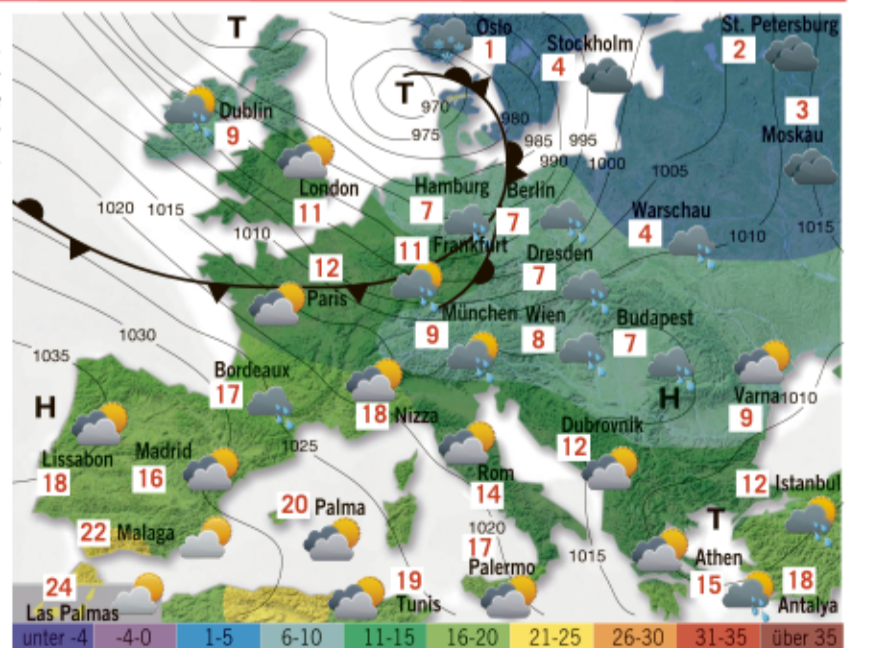 T
Oslo
1
Stockholm
4
St. Petersburg
2
3
Moskau
T
970
975
980
985
990
995
1000
1005
1010
1015
Dublin
9
London
11
1020
1015
1010
Hamburg
7
Berlin
7
Warschau
4
11
Frankfurt
Dresden
7
12
Paris
München
9
Wien
8
Budapest
7
1030
1035
H
Bordeaux
17
18
Nizza
H
Varna
9
1010
Lissabon
18
Madrid
16
1025
Dubrovnik
12
Rom
14
12
Istanbul
22
Malaga
20
Palma
1020
17
Palermo
1015
T
Athen
15
18
Antalya
24
Las Palmas
19
Tunis
unter -4
-4-0
1-5
6-10
11-15
16-20
21-25
26-30
31-35
über 35